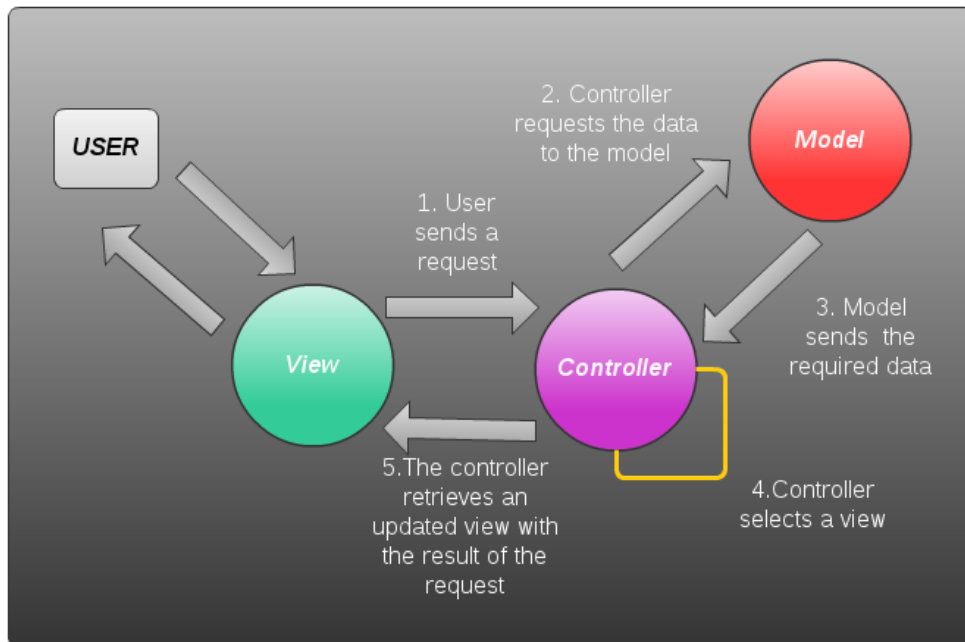 USER
1. User
sends a
request
2. Controller
requests the data
to the model
Model
View
Controller
3. Model
sends  the
required data
4.Controller
selects a view
5.The controller
retrieves an
updated view with
the result of the
request